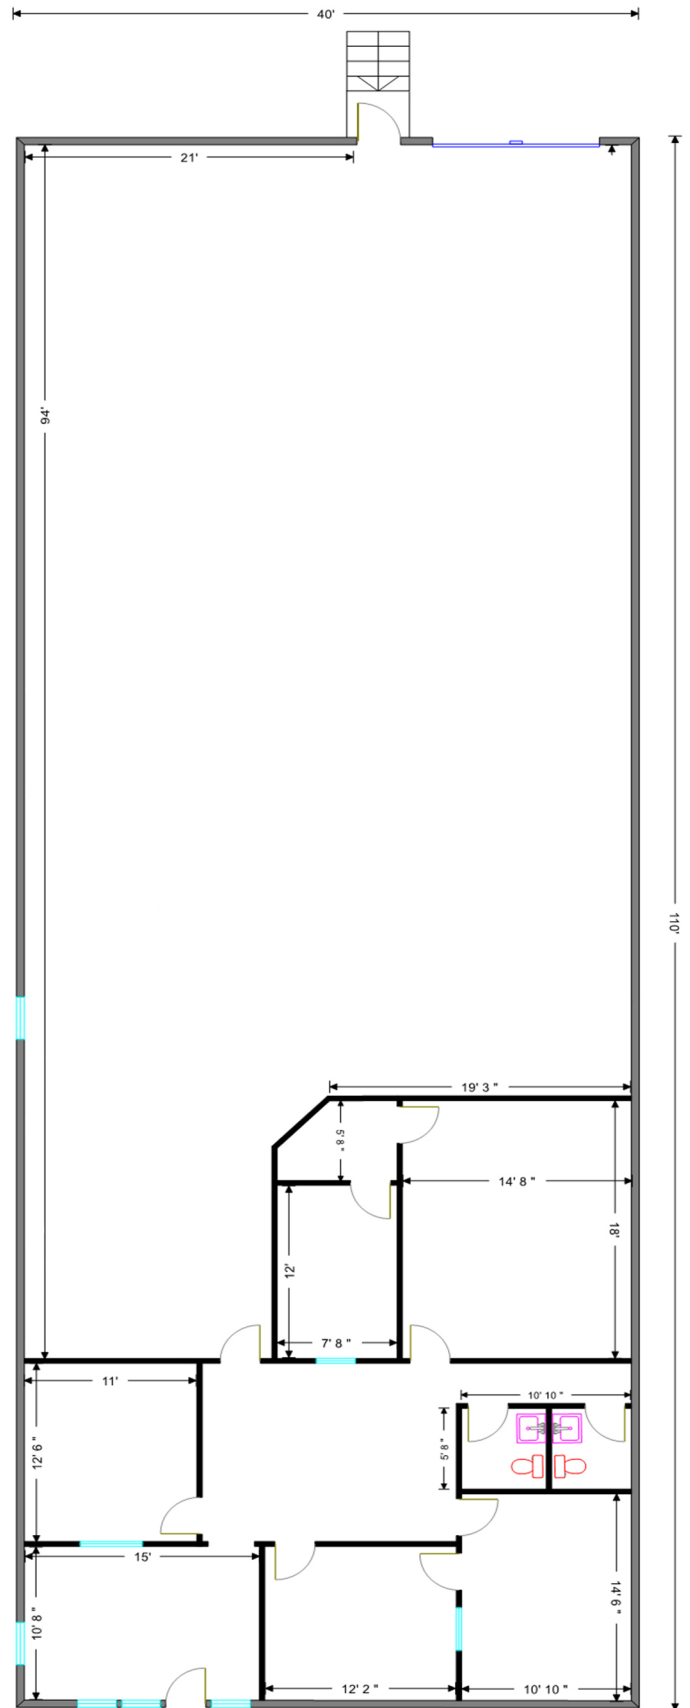 40'
21'
94'
110'
19' 3 "
5' 8 "
14' 8 "
18'
12'
7' 8 "
11'
10' 10 "
12' 6 "
5' 8 "
15'
10' 8 "
14' 6 "
12' 2 "
10' 10 "